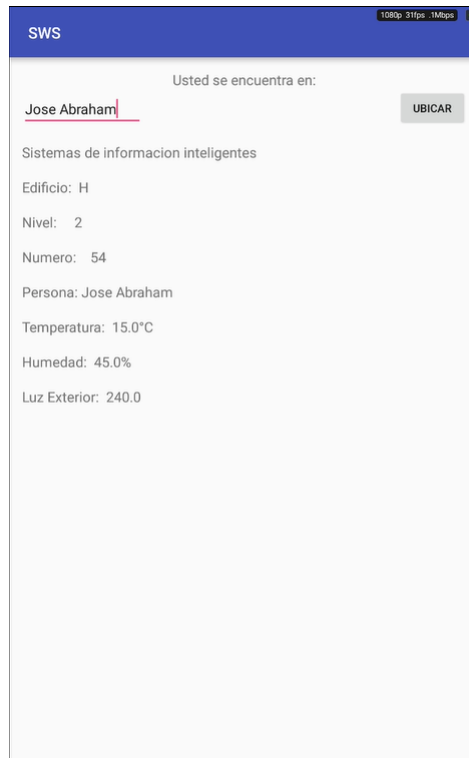 1080p 31fps .1Mbps
SWS
Usted se encuentra en:
Jose Abraham
UBICAR
Sistemas de informacion inteligentes
Edificio: H
Nivel: 2
Numero: 54
Persona: Jose Abraham
Temperatura: 15.0°C
Humedad: 45.0%
Luz Exterior: 240.0